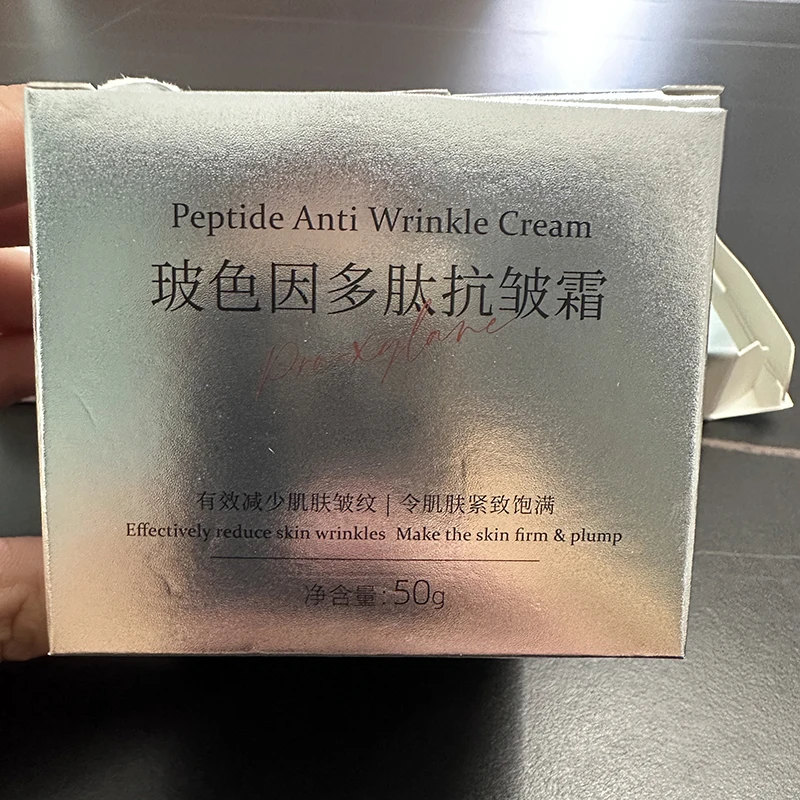 Peptide Anti Wrinkle Cream
玻色因多肽抗皱霜
Pro-xylane
有效减少肌肤皱纹 | 令肌肤紧致饱满
Effectively reduce skin wrinkles Make the skin firm & plump
净含量:50g